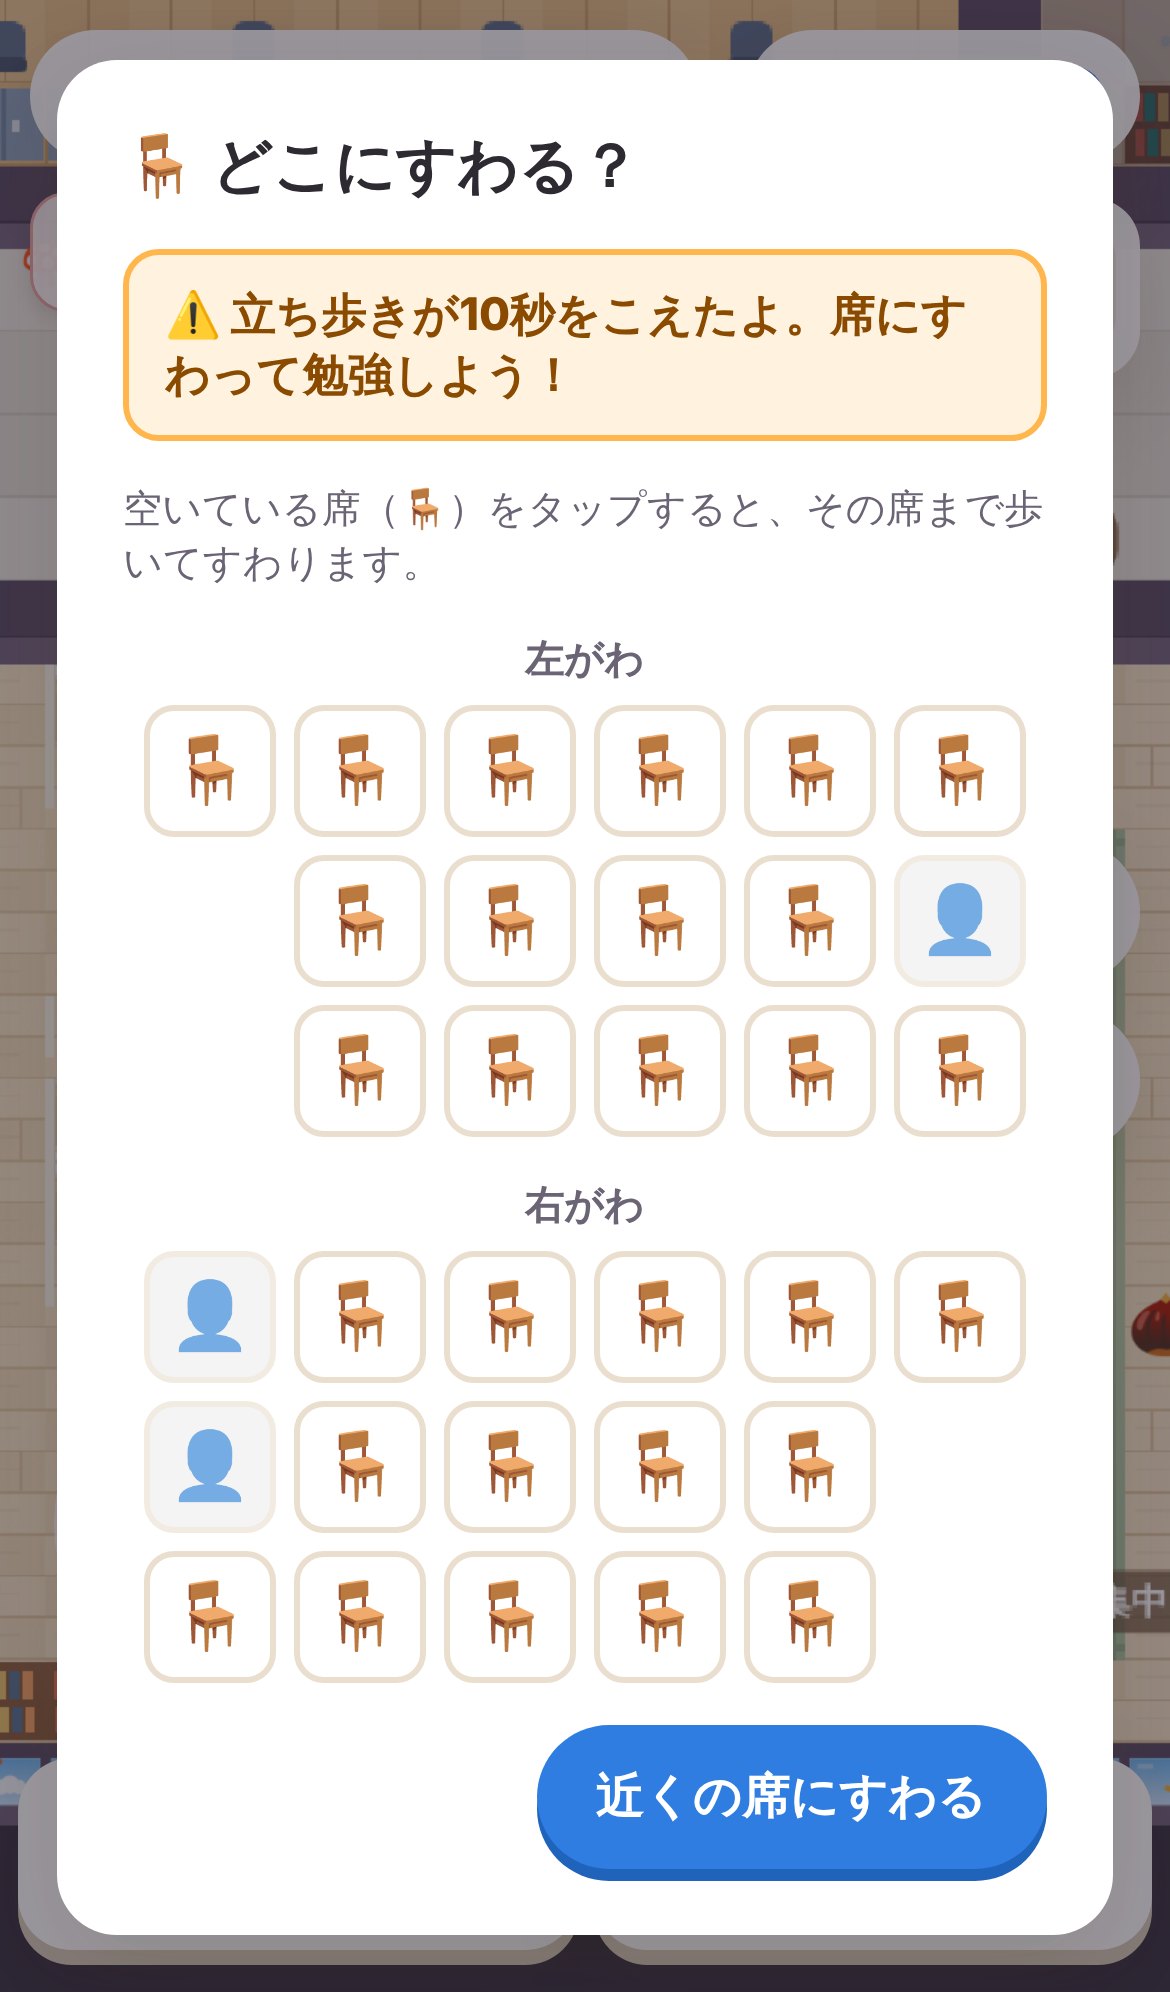 どこにすわる？
立ち歩きが10秒をこえたよ。席にす
わって勉強しよう！
空いている席（🪑）をタップすると、その席まで歩
いてすわります。
左がわ
右がわ
近くの席にすわる